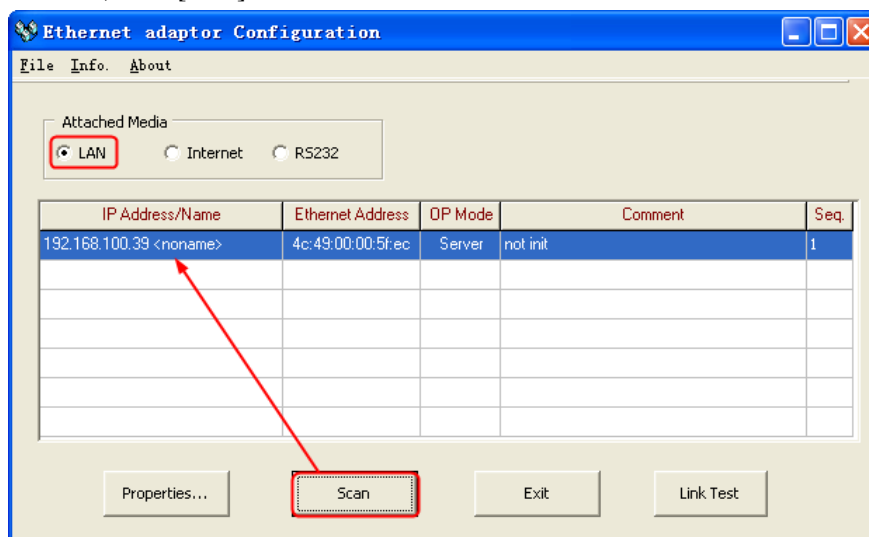 Ethernet adaptor Configuration
File Info. About
Attached Media
LAN Internet RS232
IP Address/Name Ethernet Address OP Mode Comment Seq.
192.168.100.39 <noname> 4c:49:00:00:5f:ec Server not init 1
Properties... Scan Exit Link Test